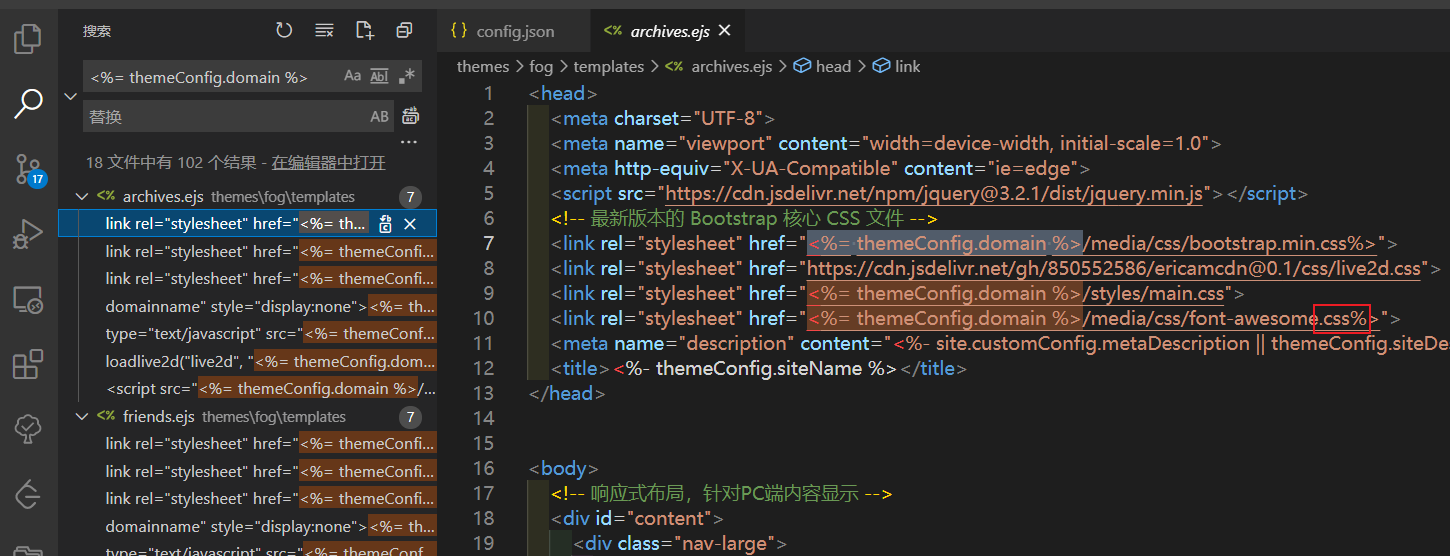 搜索
<%= themeConfig.domain %>
Aa Abl .*
替换
AB
18 文件中有 102 个结果 - 在编辑器中打开
17
archives.ejs themes\fog\templates 7
link rel="stylesheet" href="<%= th...
link rel="stylesheet" href="<%= themeConfi...
link rel="stylesheet" href="<%= themeConfi...
domainname" style="display:none"><%= th...
type="text/javascript" src="<%= themeConf...
loadlive2d("live2d", "<%= themeConfig.dom...
<script src="<%= themeConfig.domain %>/...
friends.ejs themes\fog\templates 7
link rel="stylesheet" href="<%= themeConfi...
link rel="stylesheet" href="<%= themeConfi...
link rel="stylesheet" href="<%= themeConfi...
domainname" style="display:none"><%= th...
type="text/javascript" src="<%= themeConf...
{} config.json
<%. archives.ejs
themes > fog > templates > <%. archives.ejs > head > link
1 <head>
2 <meta charset="UTF-8">
3 <meta name="viewport" content="width=device-width, initial-scale=1.0">
4 <meta http-equiv="X-UA-Compatible" content="ie=edge">
5 <script src="https://cdn.jsdelivr.net/npm/jquery@3.2.1/dist/jquery.min.js"></script>
6 <!-- 最新版本的 Bootstrap 核心 CSS 文件 -->
7 <link rel="stylesheet" href="<%= themeConfig.domain %>/media/css/bootstrap.min.css%>">
8 <link rel="stylesheet" href="https://cdn.jsdelivr.net/gh/850552586/ericamcdn@0.1/css/live2d.css">
9 <link rel="stylesheet" href="<%= themeConfig.domain %>/styles/main.css">
10 <link rel="stylesheet" href="<%= themeConfig.domain %>/media/css/font-awesome.css%>">
11 <meta name="description" content="<%- site.customConfig.metaDescription || themeConfig.siteDe
12 <title><%- themeConfig.siteName %></title>
13 </head>
14
15
16 <body>
17 <!-- 响应式布局，针对PC端内容显示 -->
18 <div id="content">
19 <div class="nav-large">